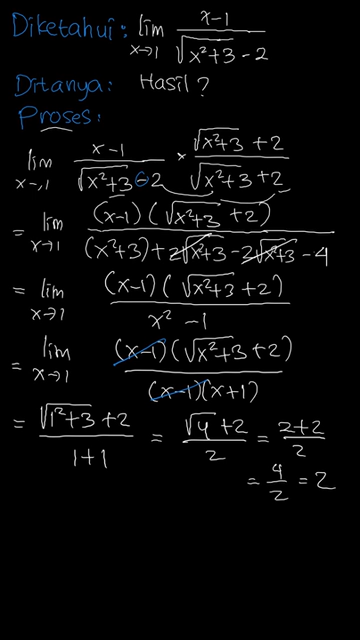 Diketahui: lim x→1 (x-1)/(√(x²+3) - 2)
Ditanya: Hasil?
Proses:
lim x→1 (x-1)/(√(x²+3) - 2) × (√(x²+3) + 2)/(√(x²+3) + 2)
= lim x→1 ((x-1)(√(x²+3) + 2))/((x²+3) + 2√(x²+3) - 2√(x²+3) - 4)
= lim x→1 ((x-1)(√(x²+3) + 2))/(x² - 1)
= lim x→1 ((x-1)(√(x²+3) + 2))/((x-1)(x+1))
= (√(1²+3) + 2)/(1+1) = (√4 + 2)/2 = (2+2)/2
= 4/2 = 2